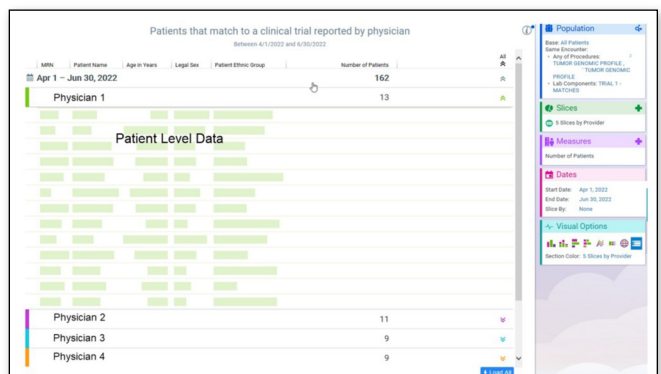 Patients that match to a clinical trial reported by physician
Between 4/1/2022 and 6/30/2022
MRN Patient Name Age in Years Legal Sex Patient Ethnic Group Number of Patients All
Apr 1 – Jun 30, 2022 162
Physician 1 13
Patient Level Data
Physician 2 11
Physician 3 9
Physician 4 9
Load All
Population
Base: All Patients
Same Encounter:
• Any of Procedures:
TUMOR GENOMIC PROFILE,
TUMOR GENOMIC
PROFILE
• Lab Components: TRIAL 1 -
MATCHES
Slices
5 Slices by Provider
Measures
Number of Patients
Dates
Start Date: Apr 1, 2022
End Date: Jun 30, 2022
Slice By: None
Visual Options
Section Color: 5 Slices by Provider